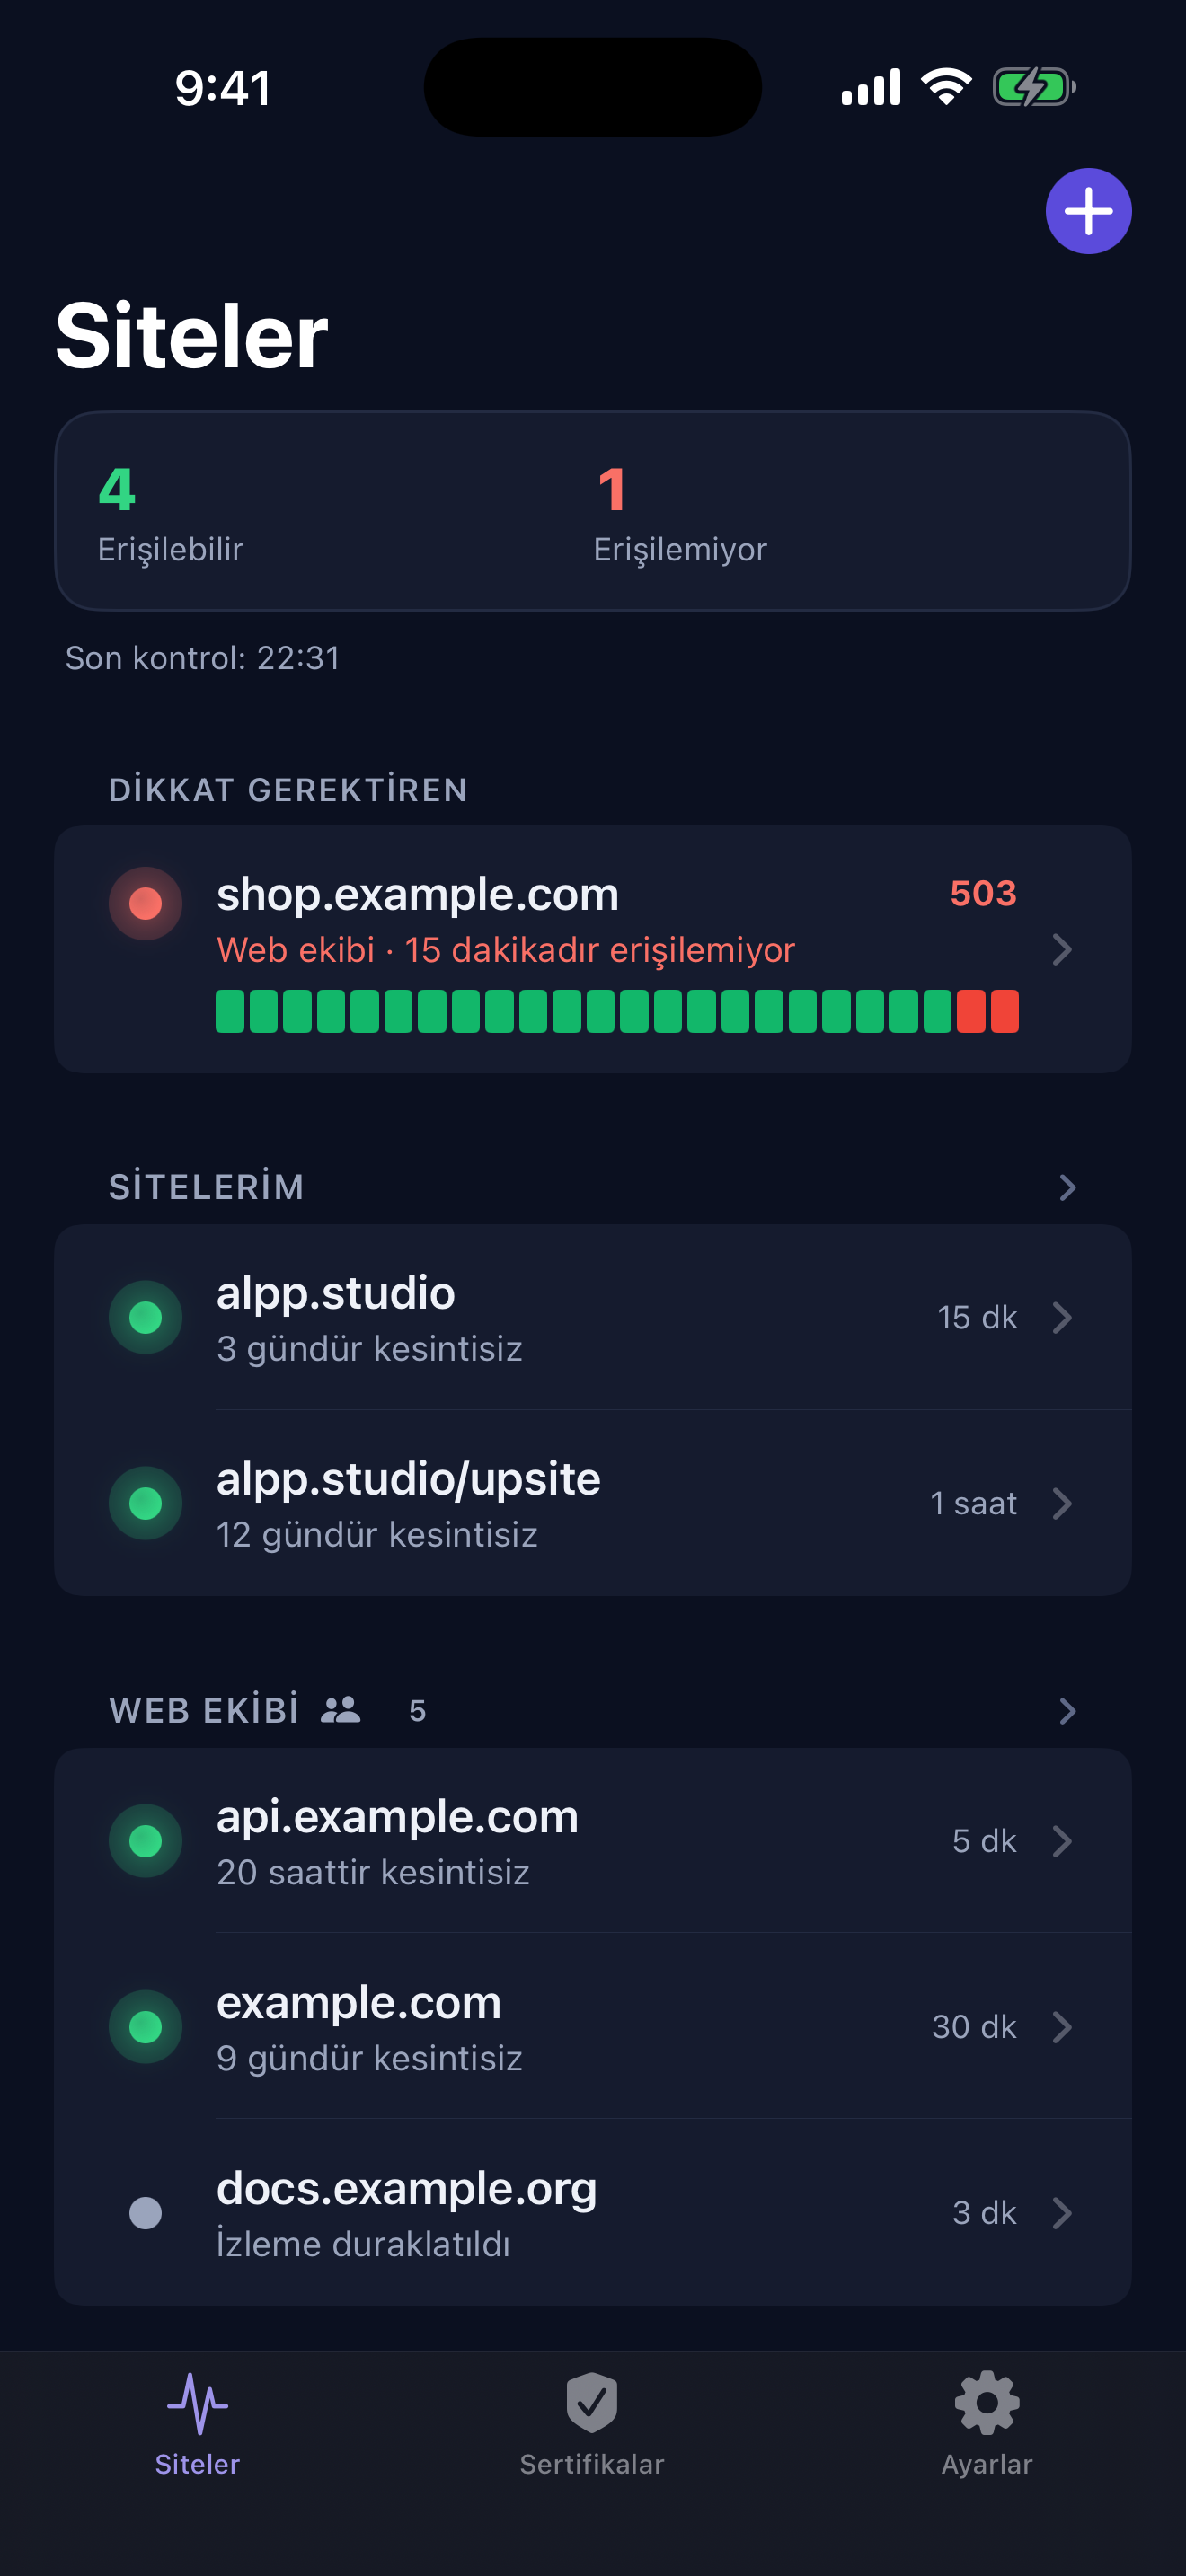 9:41
Siteler
4
Erişilebilir
1
Erişilemiyor
Son kontrol: 22:31
DİKKAT GEREKTİREN
shop.example.com
503
Web ekibi · 15 dakikadır erişilemiyor
SİTELERİM
alpp.studio
3 gündür kesintisiz
15 dk
alpp.studio/upsite
12 gündür kesintisiz
1 saat
WEB EKİBİ 5
api.example.com
20 saattir kesintisiz
5 dk
example.com
9 gündür kesintisiz
30 dk
docs.example.org
İzleme duraklatıldı
3 dk
Siteler
Sertifikalar
Ayarlar